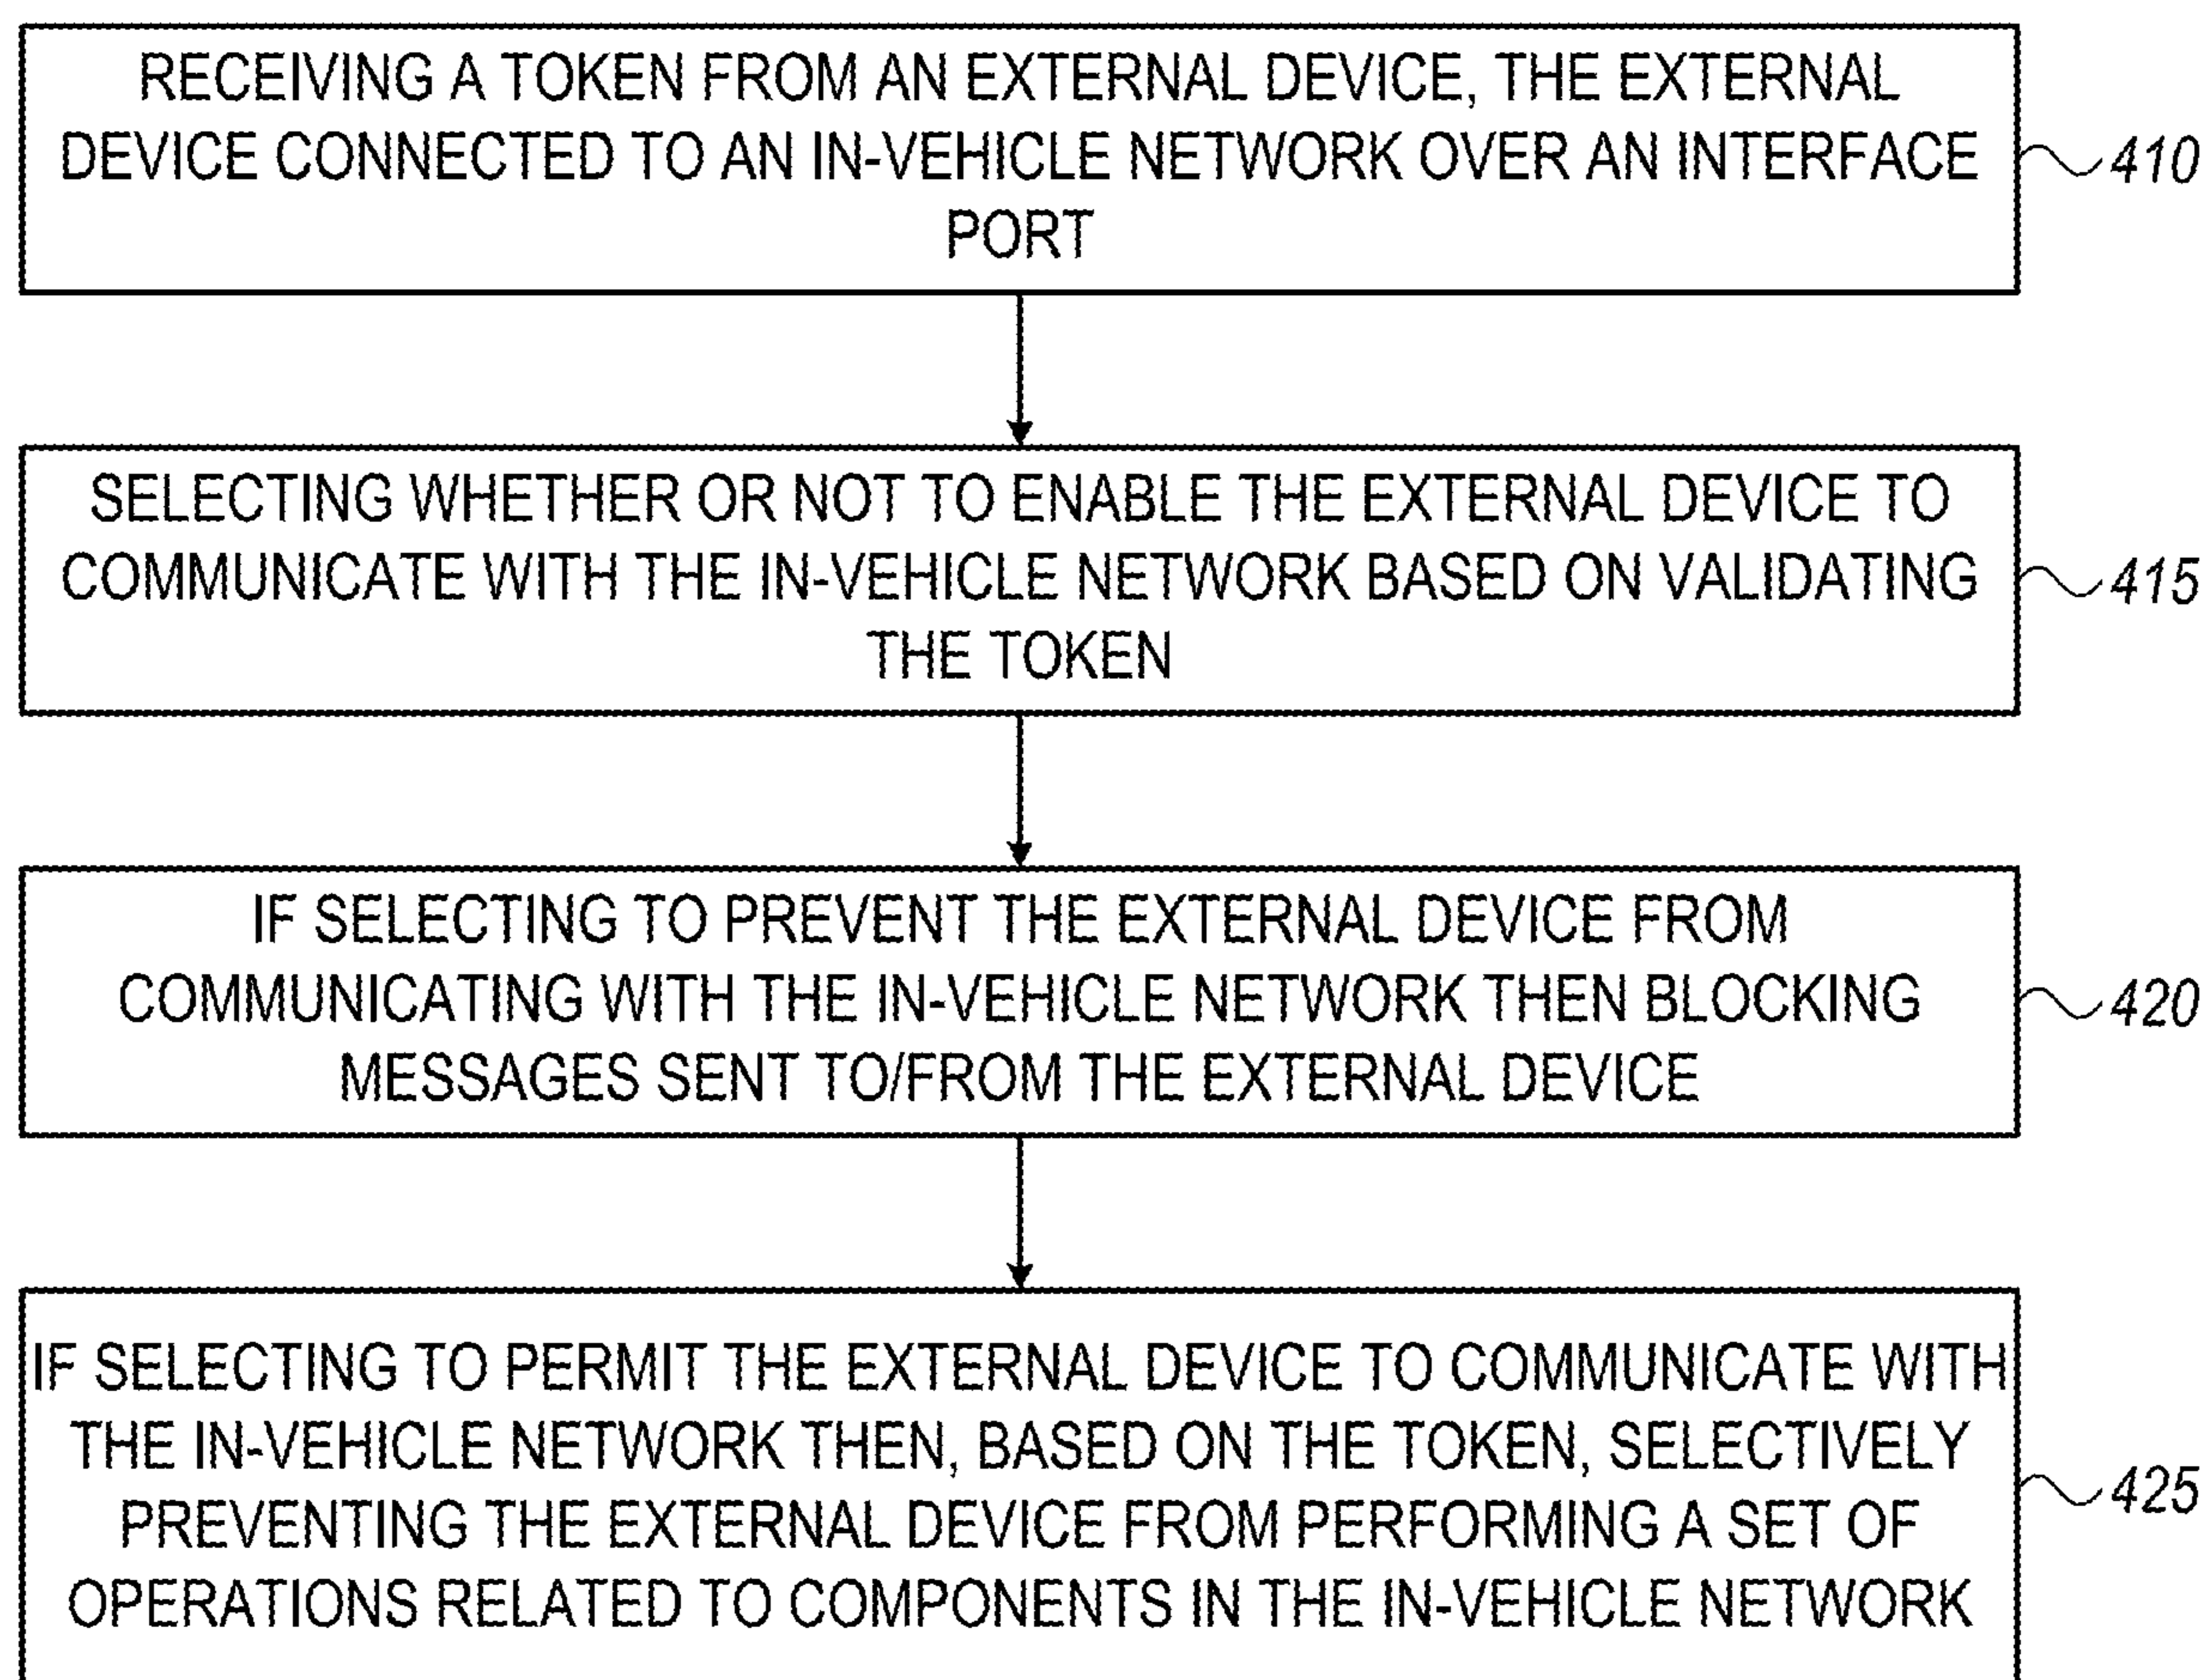 RECEIVING A TOKEN FROM AN EXTERNAL DEVICE, THE EXTERNAL
DEVICE CONNECTED TO AN IN-VEHICLE NETWORK OVER AN INTERFACE
PORT
410
SELECTING WHETHER OR NOT TO ENABLE THE EXTERNAL DEVICE TO
COMMUNICATE WITH THE IN-VEHICLE NETWORK BASED ON VALIDATING
THE TOKEN
415
IF SELECTING TO PREVENT THE EXTERNAL DEVICE FROM
COMMUNICATING WITH THE IN-VEHICLE NETWORK THEN BLOCKING
MESSAGES SENT TO/FROM THE EXTERNAL DEVICE
420
IF SELECTING TO PERMIT THE EXTERNAL DEVICE TO COMMUNICATE WITH
THE IN-VEHICLE NETWORK THEN, BASED ON THE TOKEN, SELECTIVELY
PREVENTING THE EXTERNAL DEVICE FROM PERFORMING A SET OF
OPERATIONS RELATED TO COMPONENTS IN THE IN-VEHICLE NETWORK
425